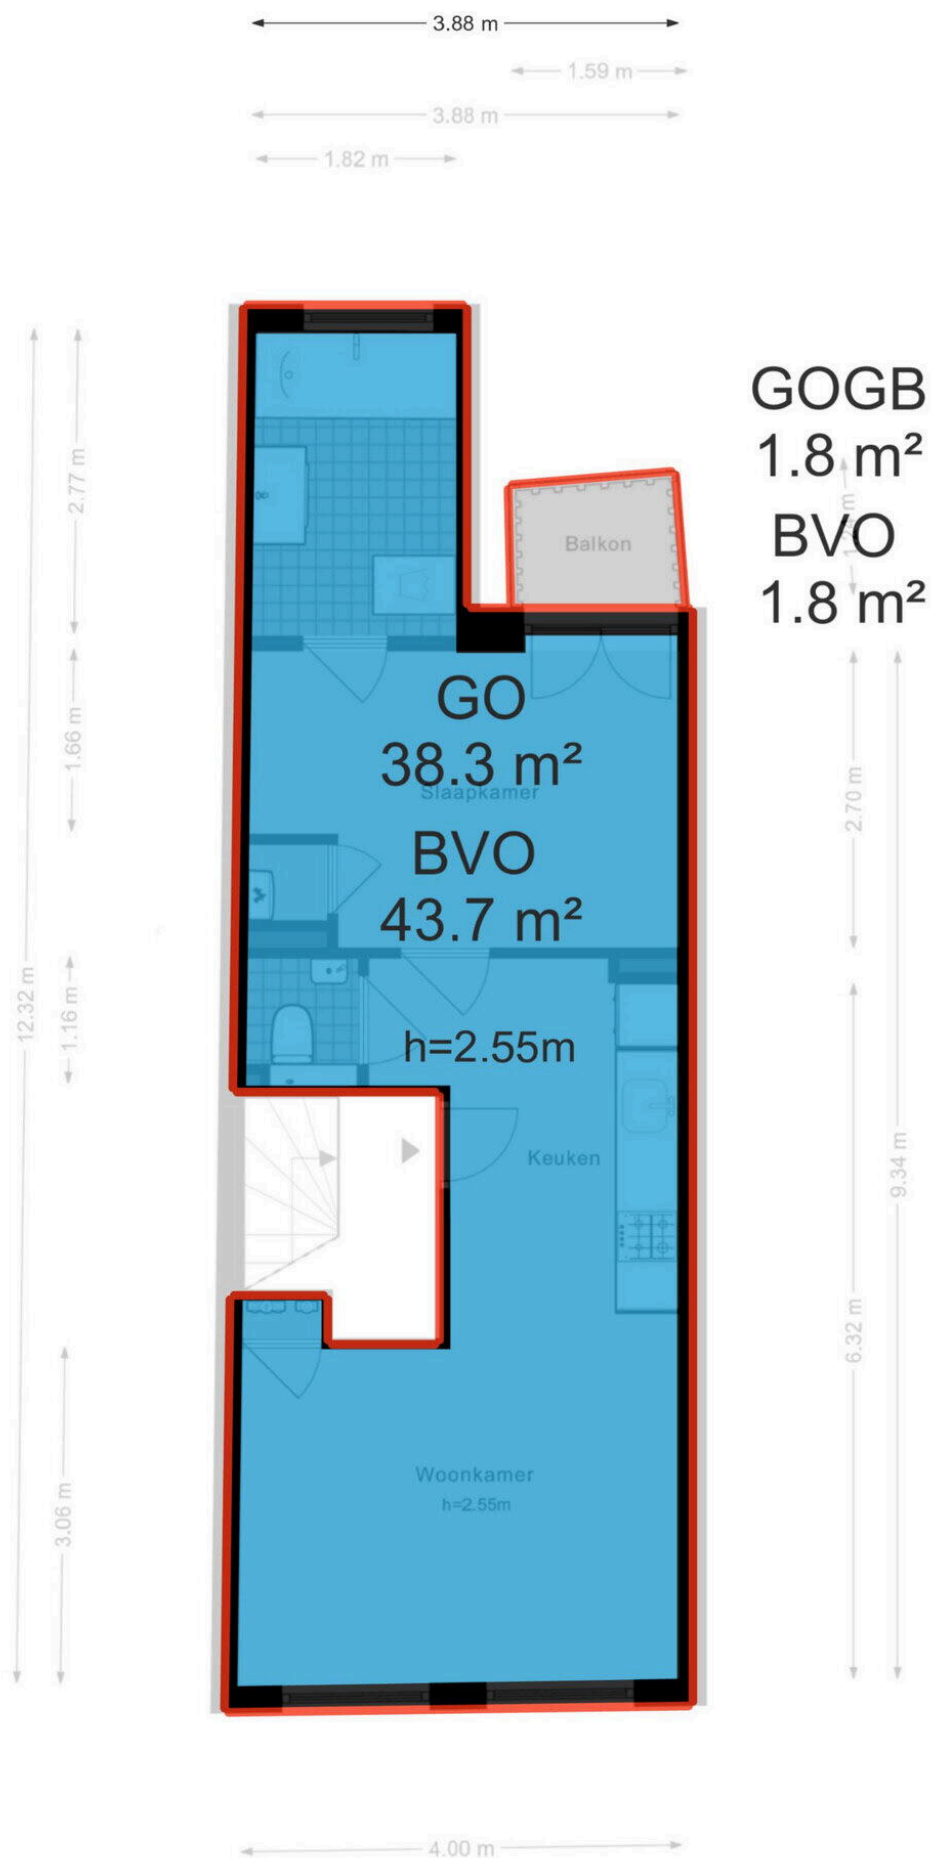 3.88 m
1.59 m
3.88 m
1.82 m
GOGB
1.8 m²
BVO
1.8 m²
2.77 m
Balkon
GO
38.3 m²
Slaapkamer
BVO
43.7 m²
1.66 m
2.70 m
12.32 m
1.16 m
h=2.55m
Keuken
9.34 m
6.32 m
Woonkamer
h=2.55m
3.06 m
4.00 m